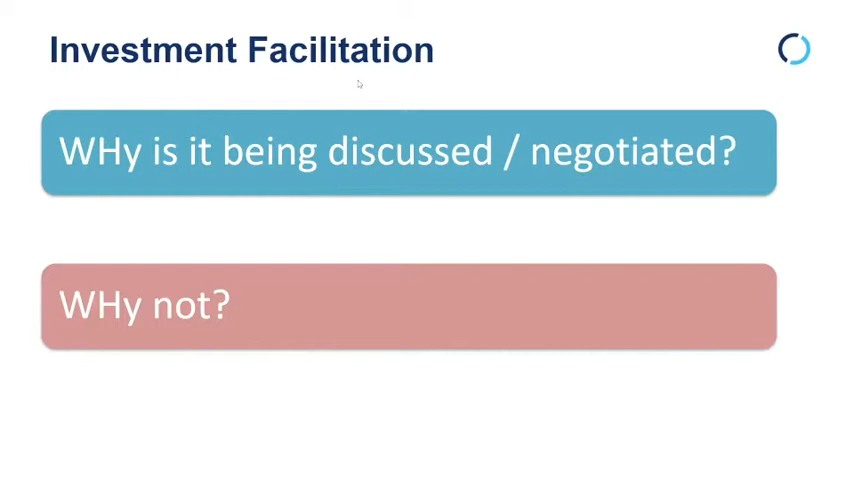 Investment Facilitation
WHy is it being discussed / negotiated?
WHy not?